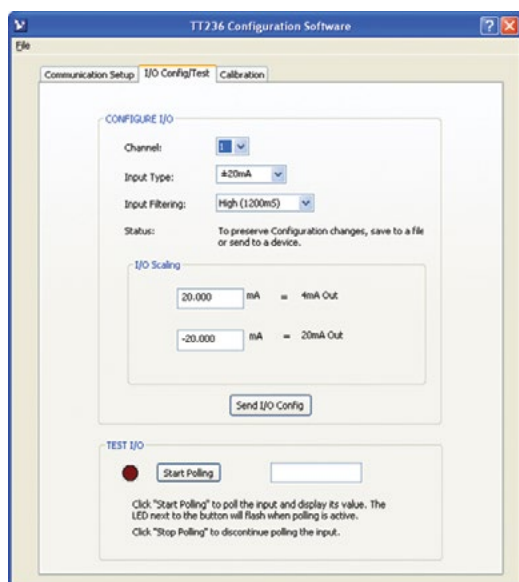 TT236 Configuration Software
File
Communication Setup I/O Config/Test Calibration
CONFIGURE I/O
Channel: 1
Input Type: ±20mA
Input Filtering: High (1200mS)
Status: To preserve Configuration changes, save to a file
or send to a device.
I/O Scaling
20.000 mA = 4mA Out
-20.000 mA = 20mA Out
Send I/O Config
TEST I/O
Start Polling
Click "Start Polling" to poll the input and display its value. The
LED next to the button will flash when polling is active.
Click "Stop Polling" to discontinue polling the input.